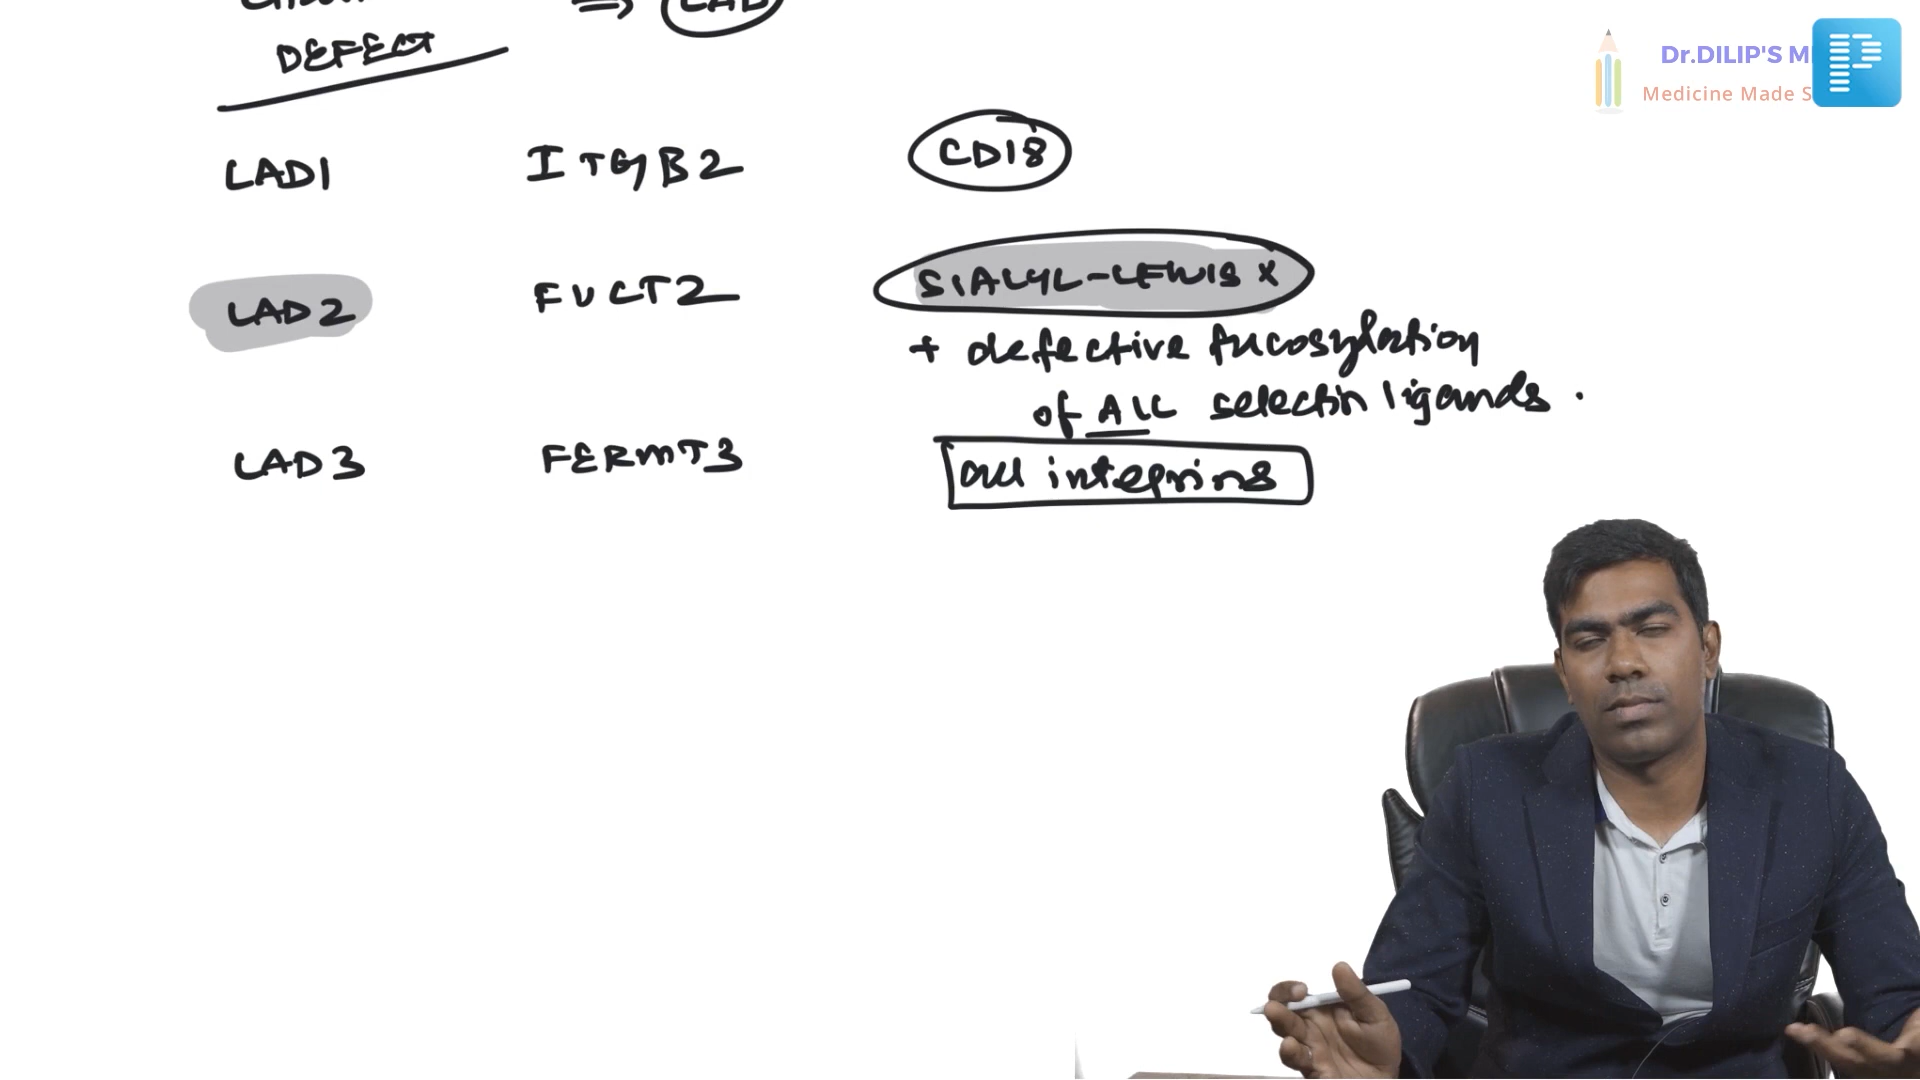 DEFECT
Dr.DILIP'S M
Medicine Made S
LAD1 ITGB2 CD18
LAD2 FUCT2 SIALYL-LEWIS X
+ defective fucosylation
of ALL selectin ligands.
LAD3 FERMT3 all integrins